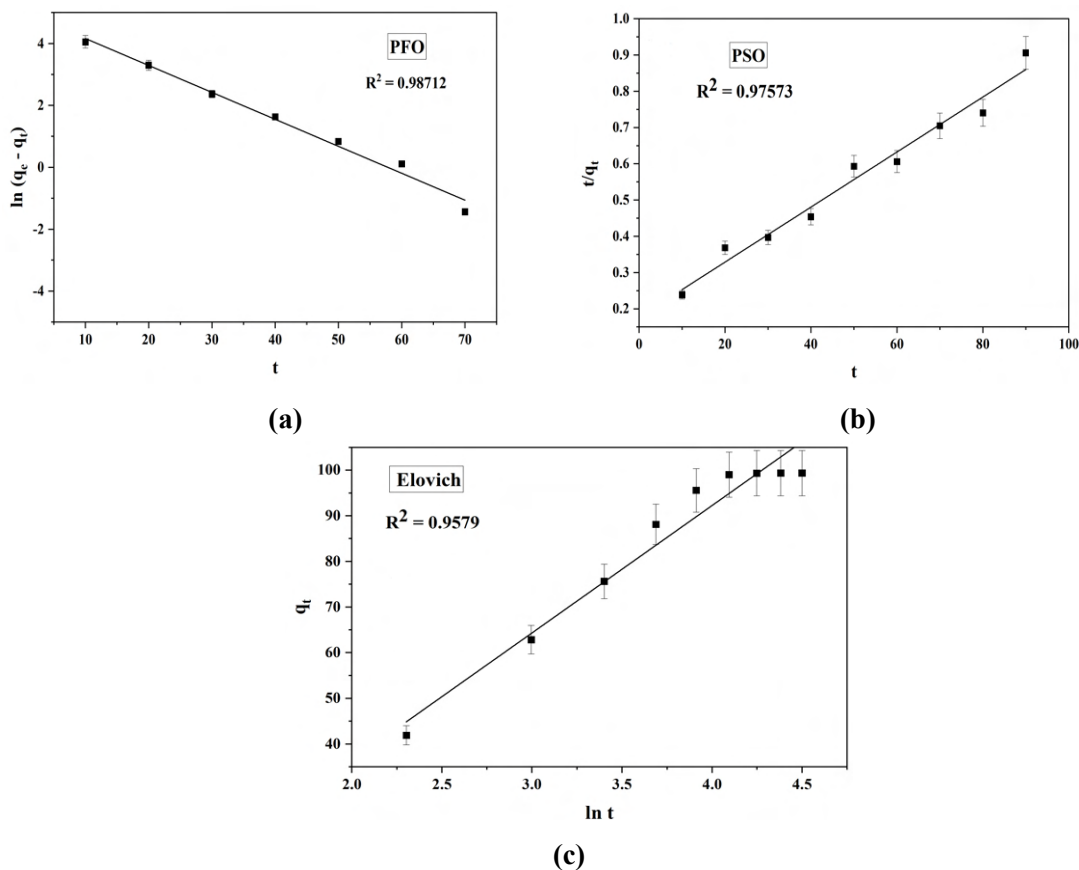 PFO
R² = 0.98712
ln (qₑ - qₜ)
4
2
0
-2
-4
10 20 30 40 50 60 70
t
(a)
PSO
R² = 0.97573
t/qₜ
1.0
0.9
0.8
0.7
0.6
0.5
0.4
0.3
0.2
0 20 40 60 80 100
t
(b)
Elovich
R² = 0.9579
qₜ
100
90
80
70
60
50
40
2.0 2.5 3.0 3.5 4.0 4.5
ln t
(c)